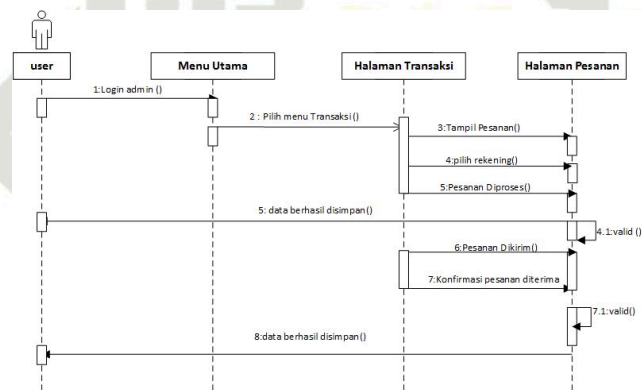 user
Menu Utama
Halaman Transaksi
Halaman Pesanan
1:Login admin ()
2 : Pilih menu Transaksi()
3:Tampil Pesanan()
4:pilih rekening()
5:Pesanan Diproses()
5: data berhasil disimpan()
4.1:valid ()
6:Pesanan Dikirim()
7:Konfirmasi pesanan diterima
7.1:valid()
8:data berhasil disimpan()